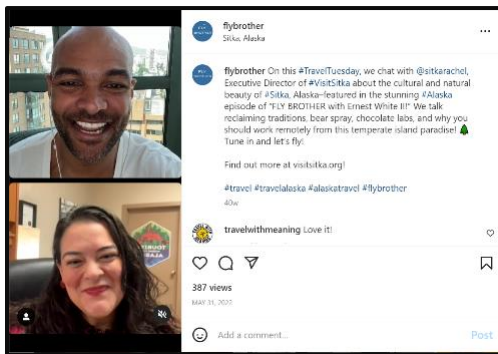 flybrother
Sitka, Alaska
flybrother On this #TravelTuesday, we chat with @sitkarachel,
Executive Director of #VisitSitka about the cultural and natural
beauty of #Sitka, Alaska–featured in the stunning #Alaska
episode of "FLY BROTHER with Ernest White II!" We talk
reclaiming traditions, bear spray, chocolate labs, and why you
should work remotely from this temperate island paradise!
Tune in and let's fly!
Find out more at visitsitka.org!
#travel #travelalaska #alaskatravel #flybrother
40w
travelwithmeaning Love it!
387 views
MAY 31, 2022
Add a comment...
Post